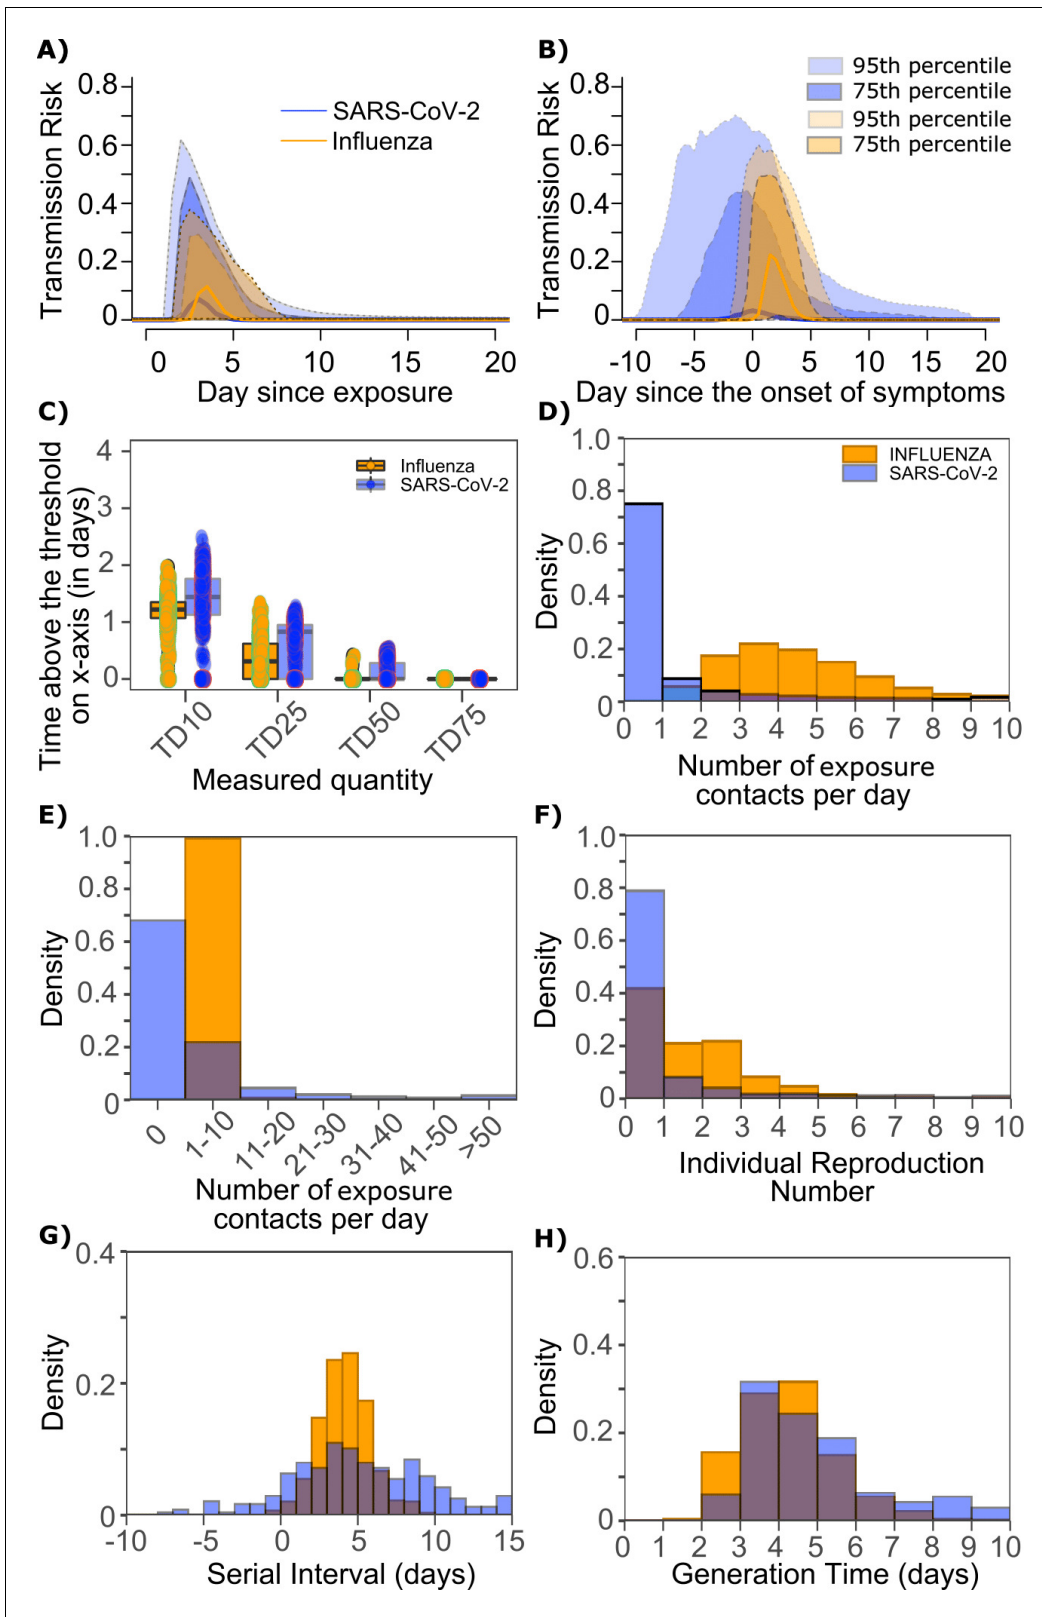 A)
0.8
0.6
0.4
0.2
0
Transmission Risk
SARS-CoV-2
Influenza
0 5 10 15 20
Day since exposure
B)
0.8
0.6
0.4
0.2
0
Transmission Risk
95th percentile
75th percentile
95th percentile
75th percentile
-10 -5 0 5 10 20
Day since the onset of symptoms
C)
4
3
2
1
0
Time above the threshold
on x-axis (in days)
Influenza
SARS-CoV-2
TD10 TD25 TD50 TD75
Measured quantity
D)
1.0
0.8
0.6
0.4
0.2
0
Density
INFLUENZA
SARS-CoV-2
0 1 2 3 4 5 6 7 8 9 10
Number of exposure
contacts per day
E)
1.0
0.8
0.6
0.4
0.2
0
Density
0 1-10 11-20 21-30 31-40 41-50 >50
Number of exposure
contacts per day
F)
1.0
0.8
0.6
0.4
0.2
0
Density
0 1 2 3 4 5 6 7 8 9 10
Individual Reproduction
Number
G)
0.4
0.2
0
Density
-10 -5 0 5 10 15
Serial Interval (days)
H)
0.6
0.4
0.2
0
Density
0 1 2 3 4 5 6 7 8 9 10
Generation Time (days)